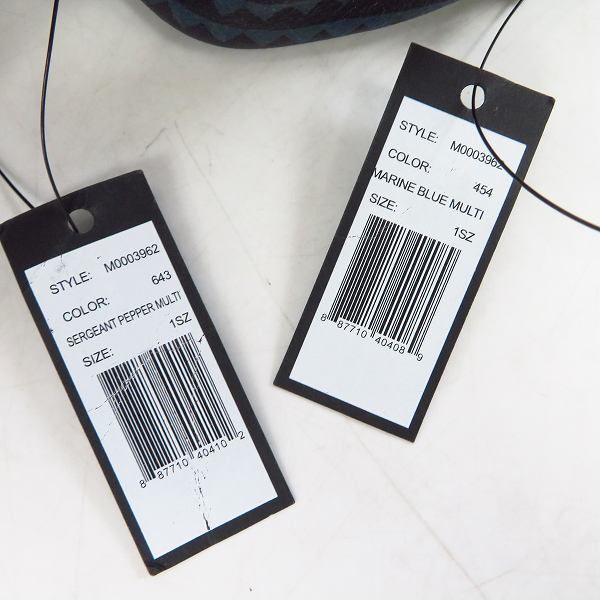 STYLE: M0003962
COLOR: 643
SERGEANT PEPPER MULTI
SIZE: 1SZ
8 87710 40410 2
STYLE: M0003962
COLOR: 454
MARINE BLUE MULTI
SIZE: 1SZ
8 87710 40408 9